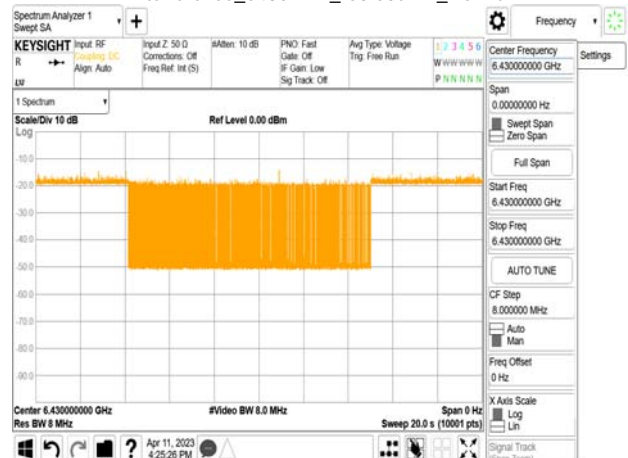 Spectrum Analyzer 1
Swept SA
Frequency
KEYSIGHT
Input: RF
Coupling: DC
Align: Auto
Input Z: 50 Ω
Corrections: Off
Freq Ref: Int (S)
#Atten: 10 dB
PNO: Fast
Gate: Off
IF Gain: Low
Sig Track: Off
Avg Type: Voltage
Trig: Free Run
1 2 3 4 5 6
W W W W W W
P N N N N N
R
Center Frequency
6.430000000 GHz
Settings
Span
0.00000000 Hz
Swept Span
Zero Span
Full Span
Start Freq
6.430000000 GHz
Stop Freq
6.430000000 GHz
AUTO TUNE
CF Step
8.000000 MHz
Auto
Man
Freq Offset
0 Hz
X Axis Scale
Log
Lin
Signal Track
1 Spectrum
Scale/Div 10 dB
Ref Level 0.00 dBm
Log
-10.0
-20.0
-30.0
-40.0
-50.0
-60.0
-70.0
-80.0
-90.0
Center 6.430000000 GHz
#Video BW 8.0 MHz
Span 0 Hz
Res BW 8 MHz
Sweep 20.0 s (10001 pts)
Apr 11, 2023
4:25:26 PM